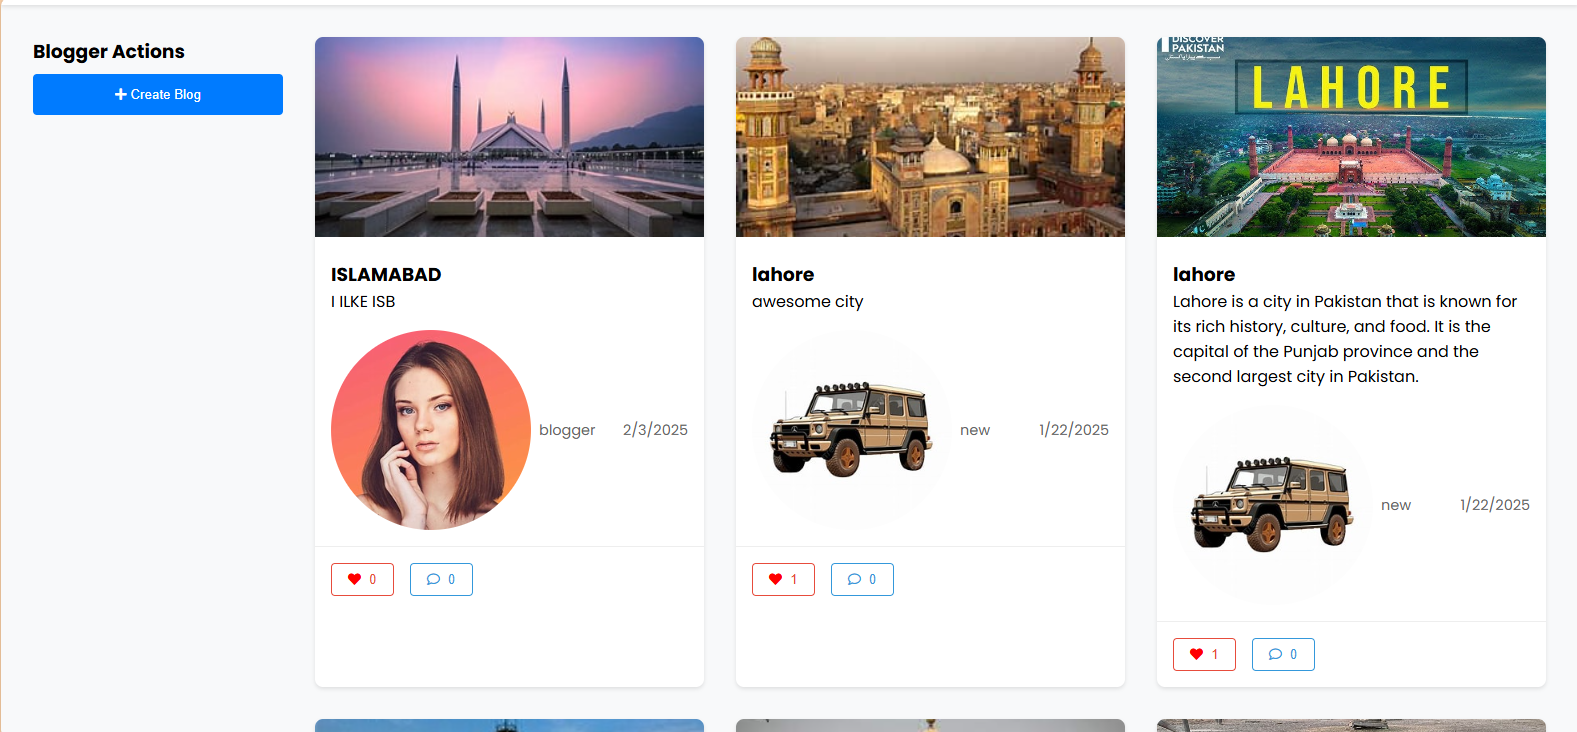 Blogger Actions
Create Blog
ISLAMABAD
I ILKE ISB
blogger 2/3/2025
0 0
lahore
awesome city
new 1/22/2025
1 0
DISCOVER
PAKISTAN
LAHORE
lahore
Lahore is a city in Pakistan that is known for
its rich history, culture, and food. It is the
capital of the Punjab province and the
second largest city in Pakistan.
new 1/22/2025
1 0